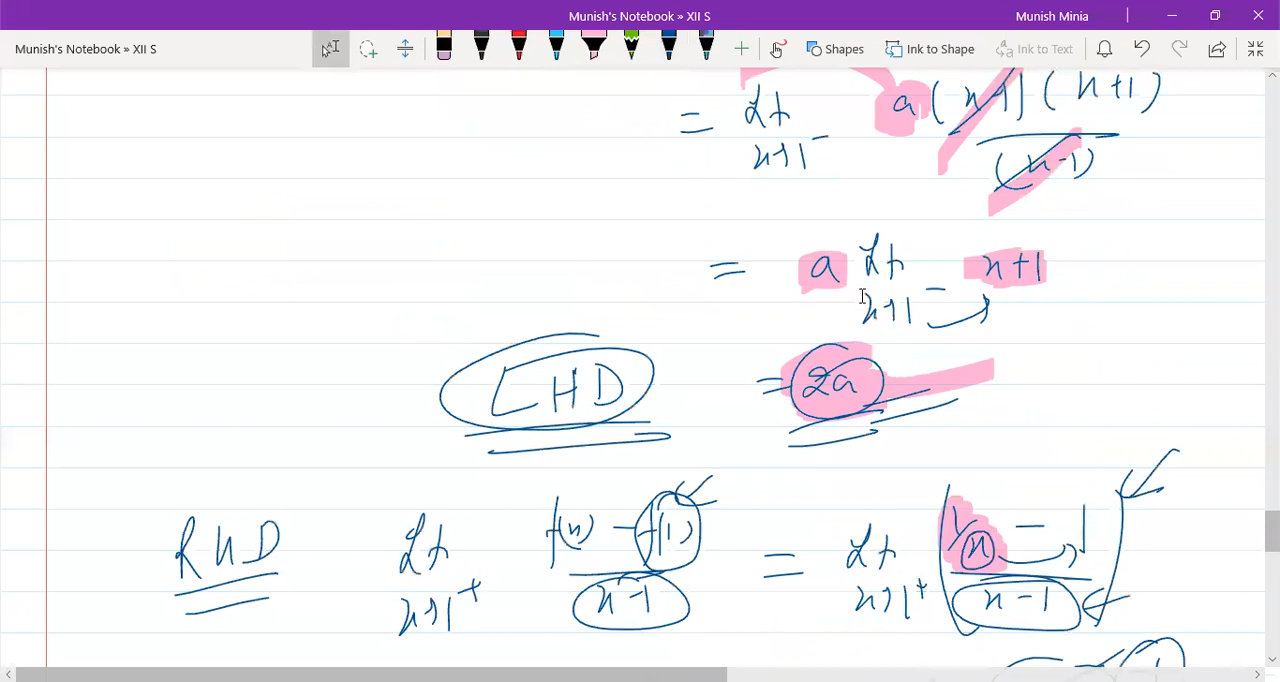 Munish's Notebook » XII S
Munish Minia
Munish's Notebook » XII S
Shapes
Ink to Shape
Ink to Text
= Lt x→1⁻ a(x-1)(x+1)/(x-1)
= a Lt x→1⁻ x+1
LHD = 2a
RHD Lt x→1⁺ f(x) - f(1)/x-1 = Lt x→1⁺ 1/x - 1/x-1